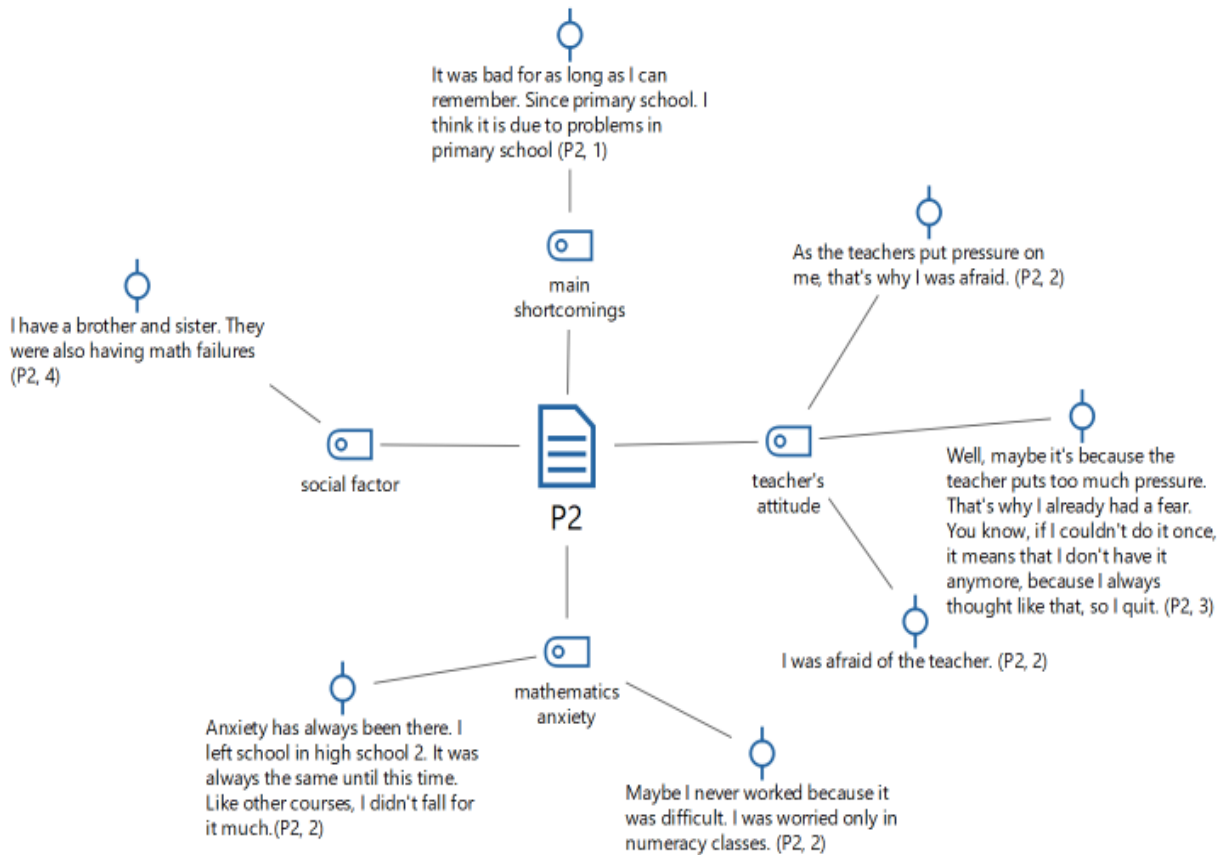 It was bad for as long as I can
remember. Since primary school. I
think it is due to problems in
primary school (P2, 1)
main
shortcomings
As the teachers put pressure on
me, that's why I was afraid. (P2, 2)
I have a brother and sister. They
were also having math failures
(P2, 4)
social factor
P2
teacher's
attitude
Well, maybe it's because the
teacher puts too much pressure.
That's why I already had a fear.
You know, if I couldn't do it once,
it means that I don't have it
anymore, because I always
thought like that, so I quit. (P2, 3)
I was afraid of the teacher. (P2, 2)
mathematics
anxiety
Anxiety has always been there. I
left school in high school 2. It was
always the same until this time.
Like other courses, I didn't fall for
it much.(P2, 2)
Maybe I never worked because it
was difficult. I was worried only in
numeracy classes. (P2, 2)